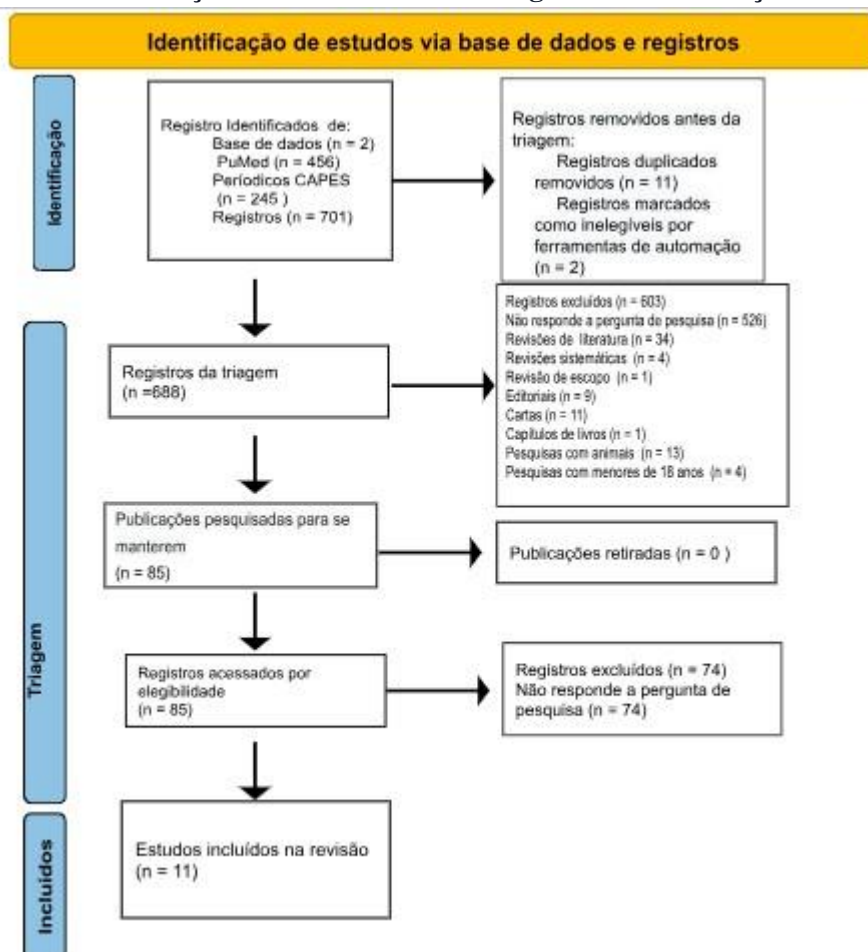 Identificação de estudos via base de dados e registros
Identificação
Registro Identificados de:
Base de dados (n = 2)
PuMed (n = 456)
Períodicos CAPES
(n = 245 )
Registros (n = 701)
Registros removidos antes da
triagem:
Registros duplicados
removidos (n = 11)
Registros marcados
como inelegíveis por
ferramentas de automação
(n = 2)
Triagem
Registros da triagem
(n =688)
Registros excluídos (n = 603)
Não responde a pergunta de pesquisa (n = 526)
Revisões de literatura (n = 34)
Revisões sistemáticas (n = 4)
Revisão de escopo (n = 1)
Editoriais (n = 9)
Cartas (n = 11)
Capítulos de livros (n = 1)
Pesquisas com animais (n = 13)
Pesquisas com menores de 18 anos (n = 4)
Publicações pesquisadas para se
manterem
(n = 85)
Publicações retiradas (n = 0 )
Registros acessados por
elegibilidade
(n = 85)
Registros excluídos (n = 74)
Não responde a pergunta de
pesquisa (n = 74)
Incluídos
Estudos incluídos na revisão
(n = 11)